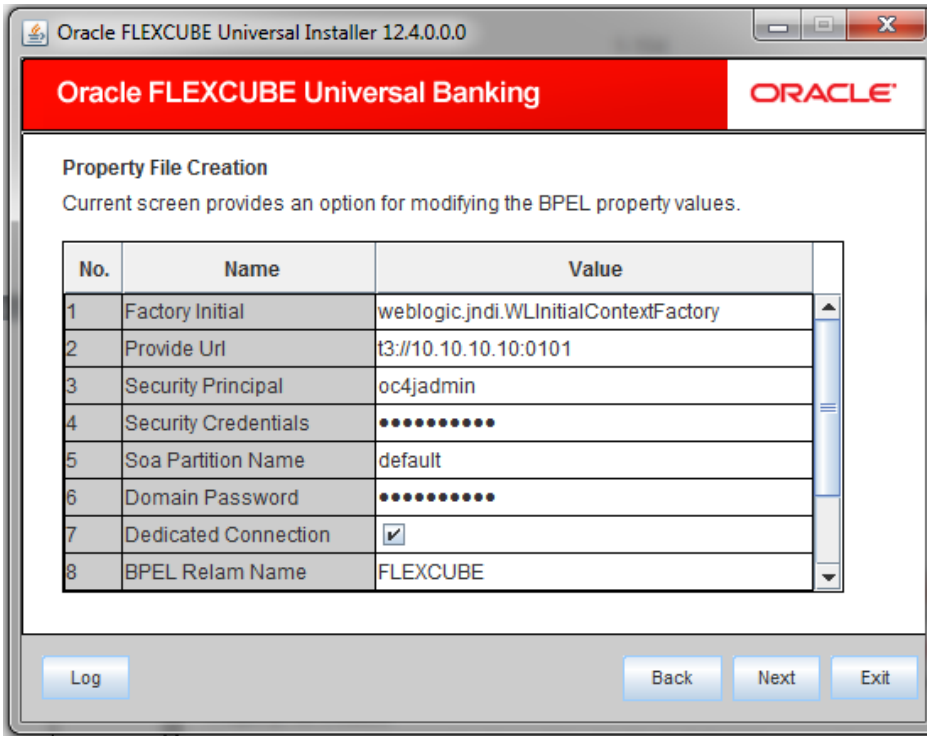 Oracle FLEXCUBE Universal Installer 12.4.0.0.0
Oracle FLEXCUBE Universal Banking
ORACLE
Property File Creation
Current screen provides an option for modifying the BPEL property values.
No. Name Value
1 Factory Initial weblogic.jndi.WLInitialContextFactory
2 Provide Url t3://10.10.10.10:0101
3 Security Principal oc4jadmin
4 Security Credentials ●●●●●●●●●●
5 Soa Partition Name default
6 Domain Password ●●●●●●●●●●
7 Dedicated Connection
8 BPEL Relam Name FLEXCUBE
Log Back Next Exit